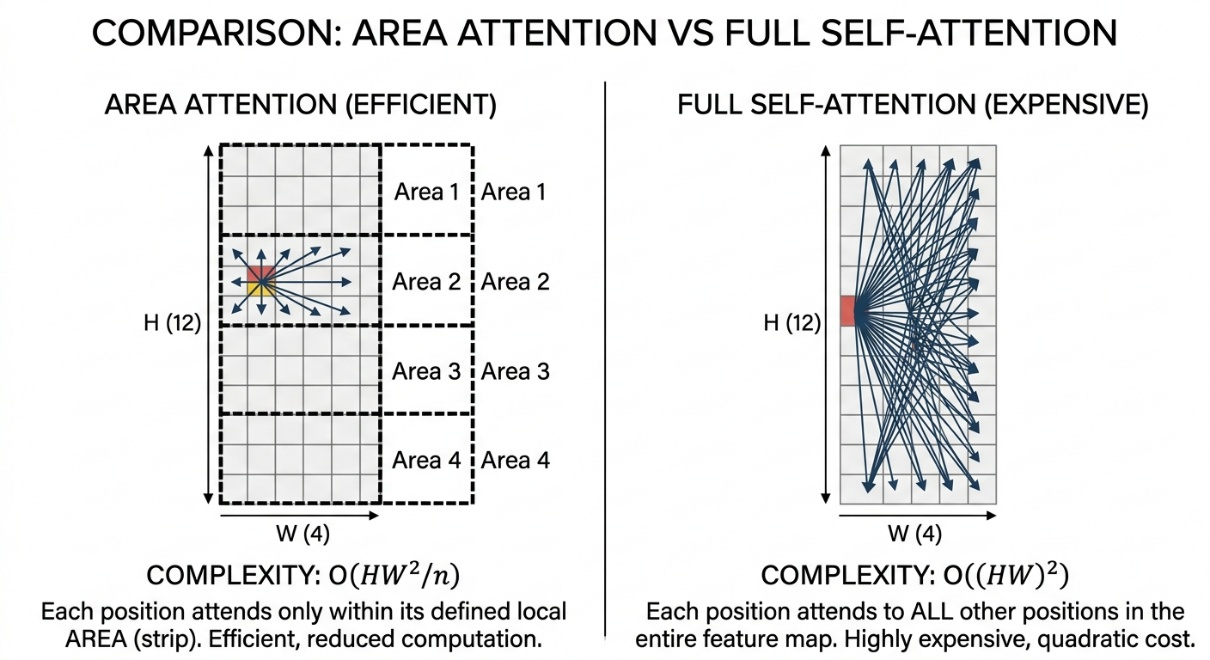 COMPARISON: AREA ATTENTION VS FULL SELF-ATTENTION
AREA ATTENTION (EFFICIENT)
Area 1 Area 1
Area 2 Area 2
H (12)
Area 3 Area 3
Area 4 Area 4
W (4)
COMPLEXITY: O(HW²/n)
Each position attends only within its defined local
AREA (strip). Efficient, reduced computation.
FULL SELF-ATTENTION (EXPENSIVE)
H (12)
W (4)
COMPLEXITY: O((HW)²)
Each position attends to ALL other positions in the
entire feature map. Highly expensive, quadratic cost.